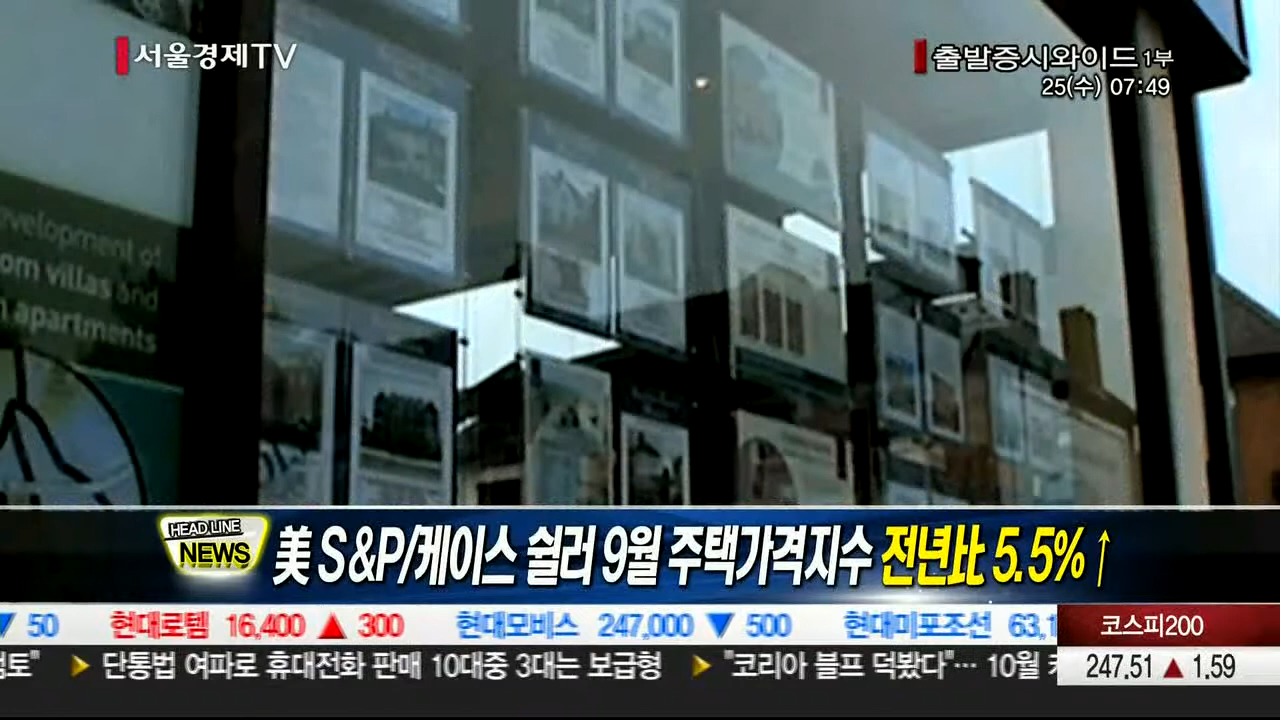 서울경제TV
출발증시와이드 1부
25(수) 07:49
evelopment of
om villas and
apartments
HEAD LINE
NEWS
美 S&P/케이스 쉴러 9월 주택가격지수 전년比 5.5%↑
▼ 50 현대로템 16,400 ▲ 300 현대모비스 247,000 ▼ 500 현대미포조선 63,1
코스피200
토" ▶ 단통법 여파로 휴대전화 판매 10대중 3대는 보급형 ▶ "코리아 블프 덕봤다"… 10월
247.51 ▲ 1.59